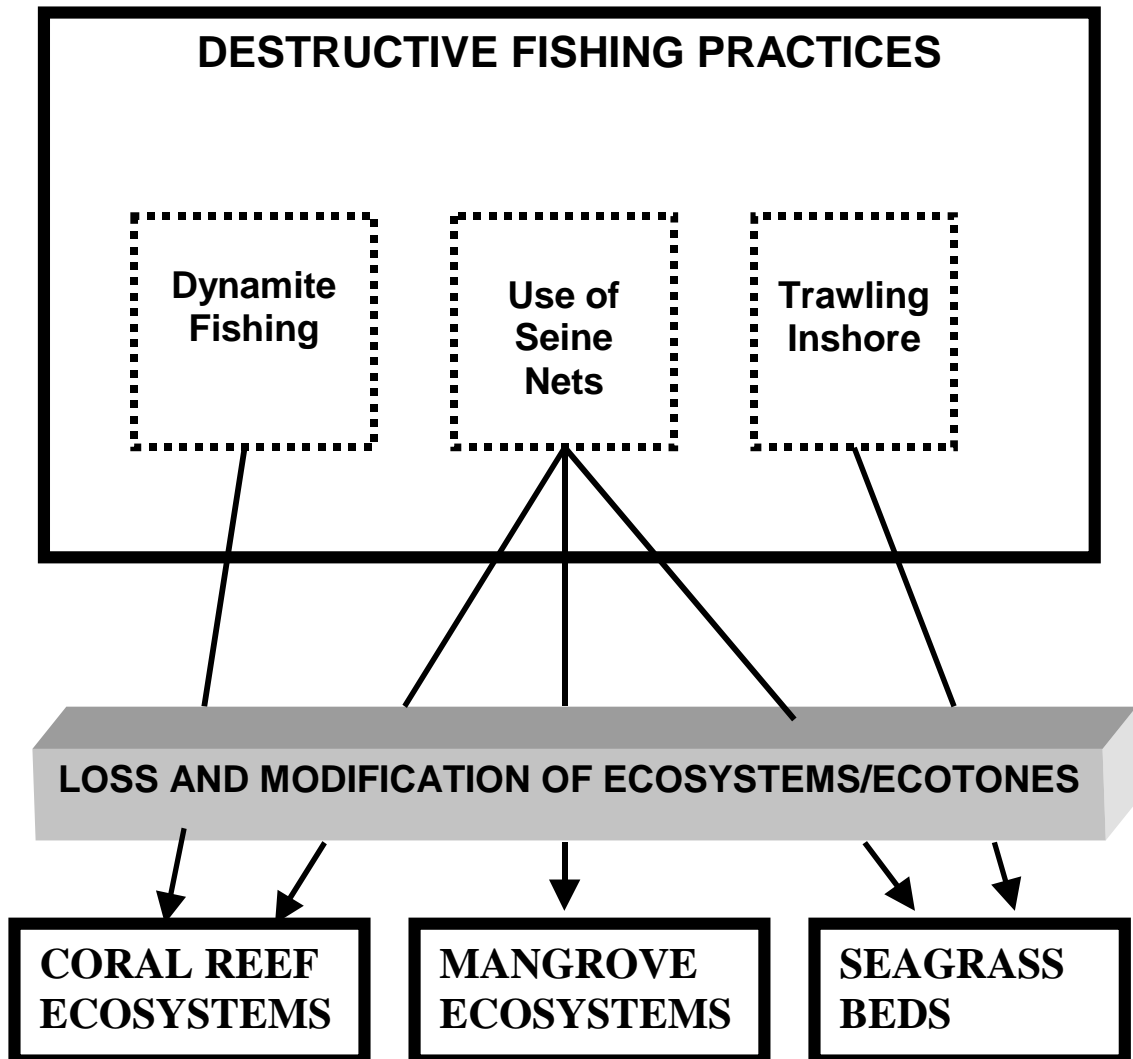 DESTRUCTIVE FISHING PRACTICES
Dynamite
Fishing
Use of
Seine
Nets
Trawling
Inshore
LOSS AND MODIFICATION OF ECOSYSTEMS/ECOTONES
CORAL REEF
ECOSYSTEMS
MANGROVE
ECOSYSTEMS
SEAGRASS
BEDS